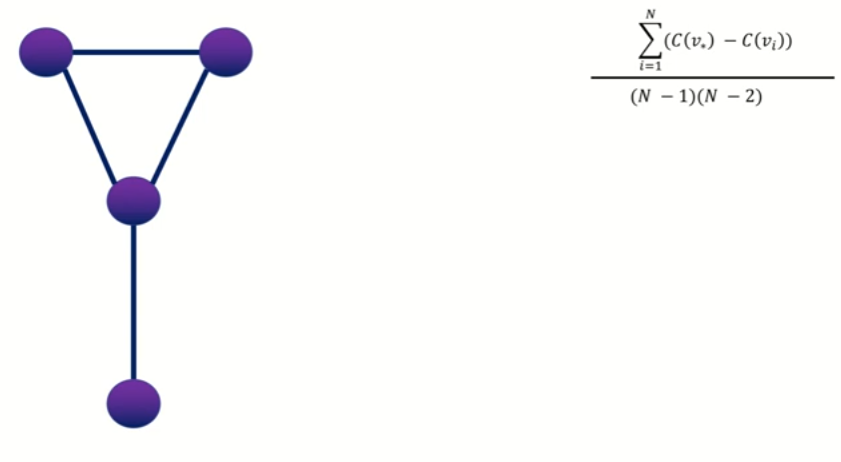 N
∑(C(v*) − C(vi))
i=1
(N − 1)(N − 2)